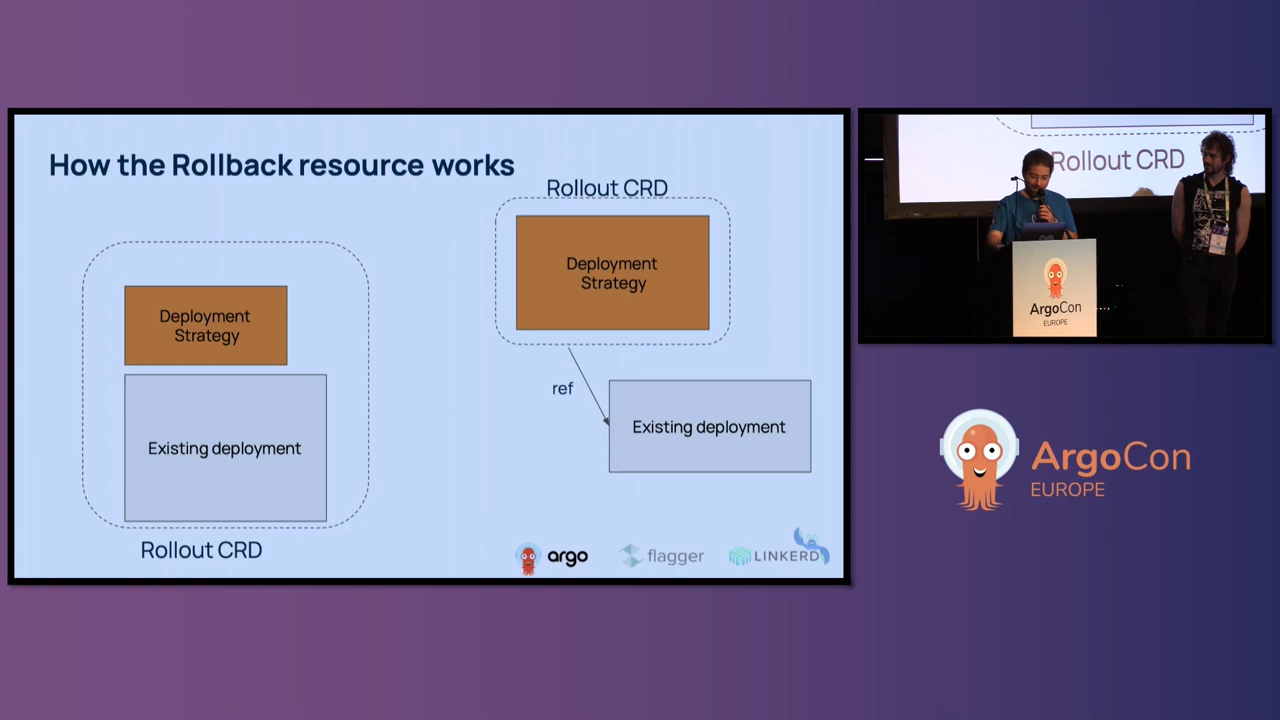 How the Rollback resource works
Rollout CRD
Deployment
Strategy
ref
Existing deployment
Deployment
Strategy
Existing deployment
Rollout CRD
argo
flagger
LINKERD
Rollout CRD
ArgoCon
EUROPE
ArgoCon
EUROPE